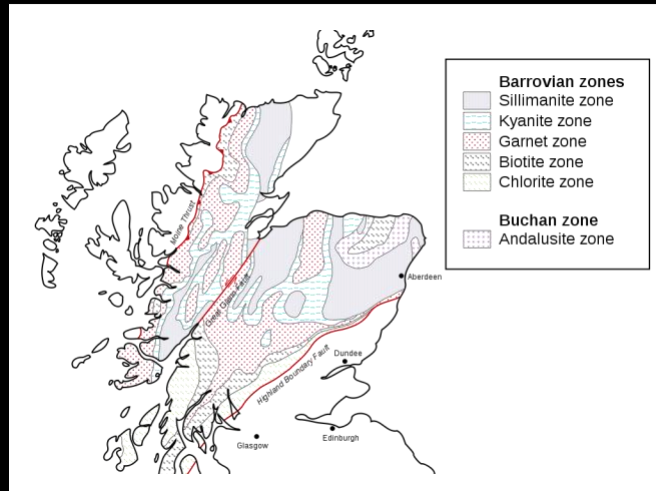 Barrovian zones
Sillimanite zone
Kyanite zone
Garnet zone
Biotite zone
Chlorite zone
Buchan zone
Andalusite zone
Moine Thrust
Great Glen Fault
Aberdeen
Highland Boundary Fault
Dundee
Glasgow
Edinburgh